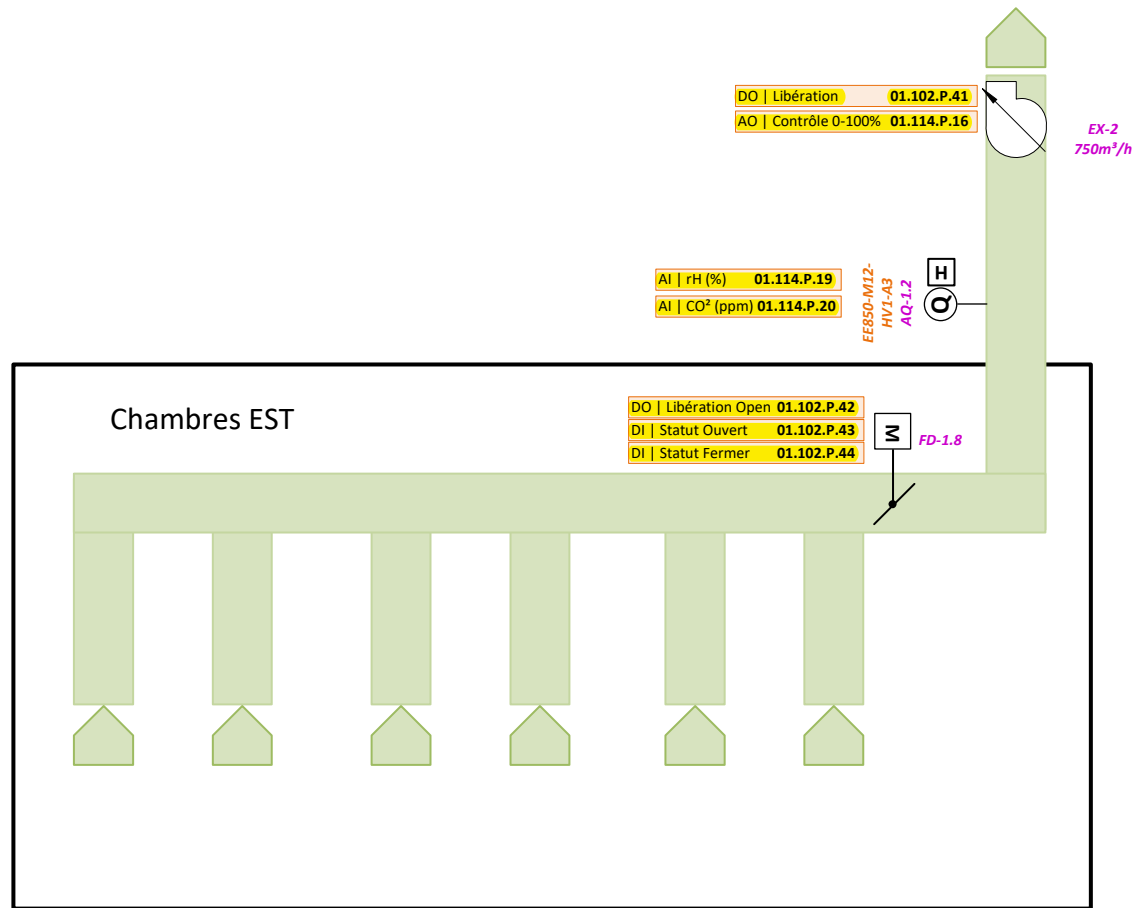 DO | Libération 01.102.P.41
AO | Contrôle 0-100% 01.114.P.16
EX-2
750m³/h
AI | rH (%) 01.114.P.19
AI | CO² (ppm) 01.114.P.20
EE850-M12-
HV1-A3
AQ-1.2
H
Q
Chambres EST
DO | Libération Open 01.102.P.42
DI | Statut Ouvert 01.102.P.43
DI | Statut Fermer 01.102.P.44
M
FD-1.8